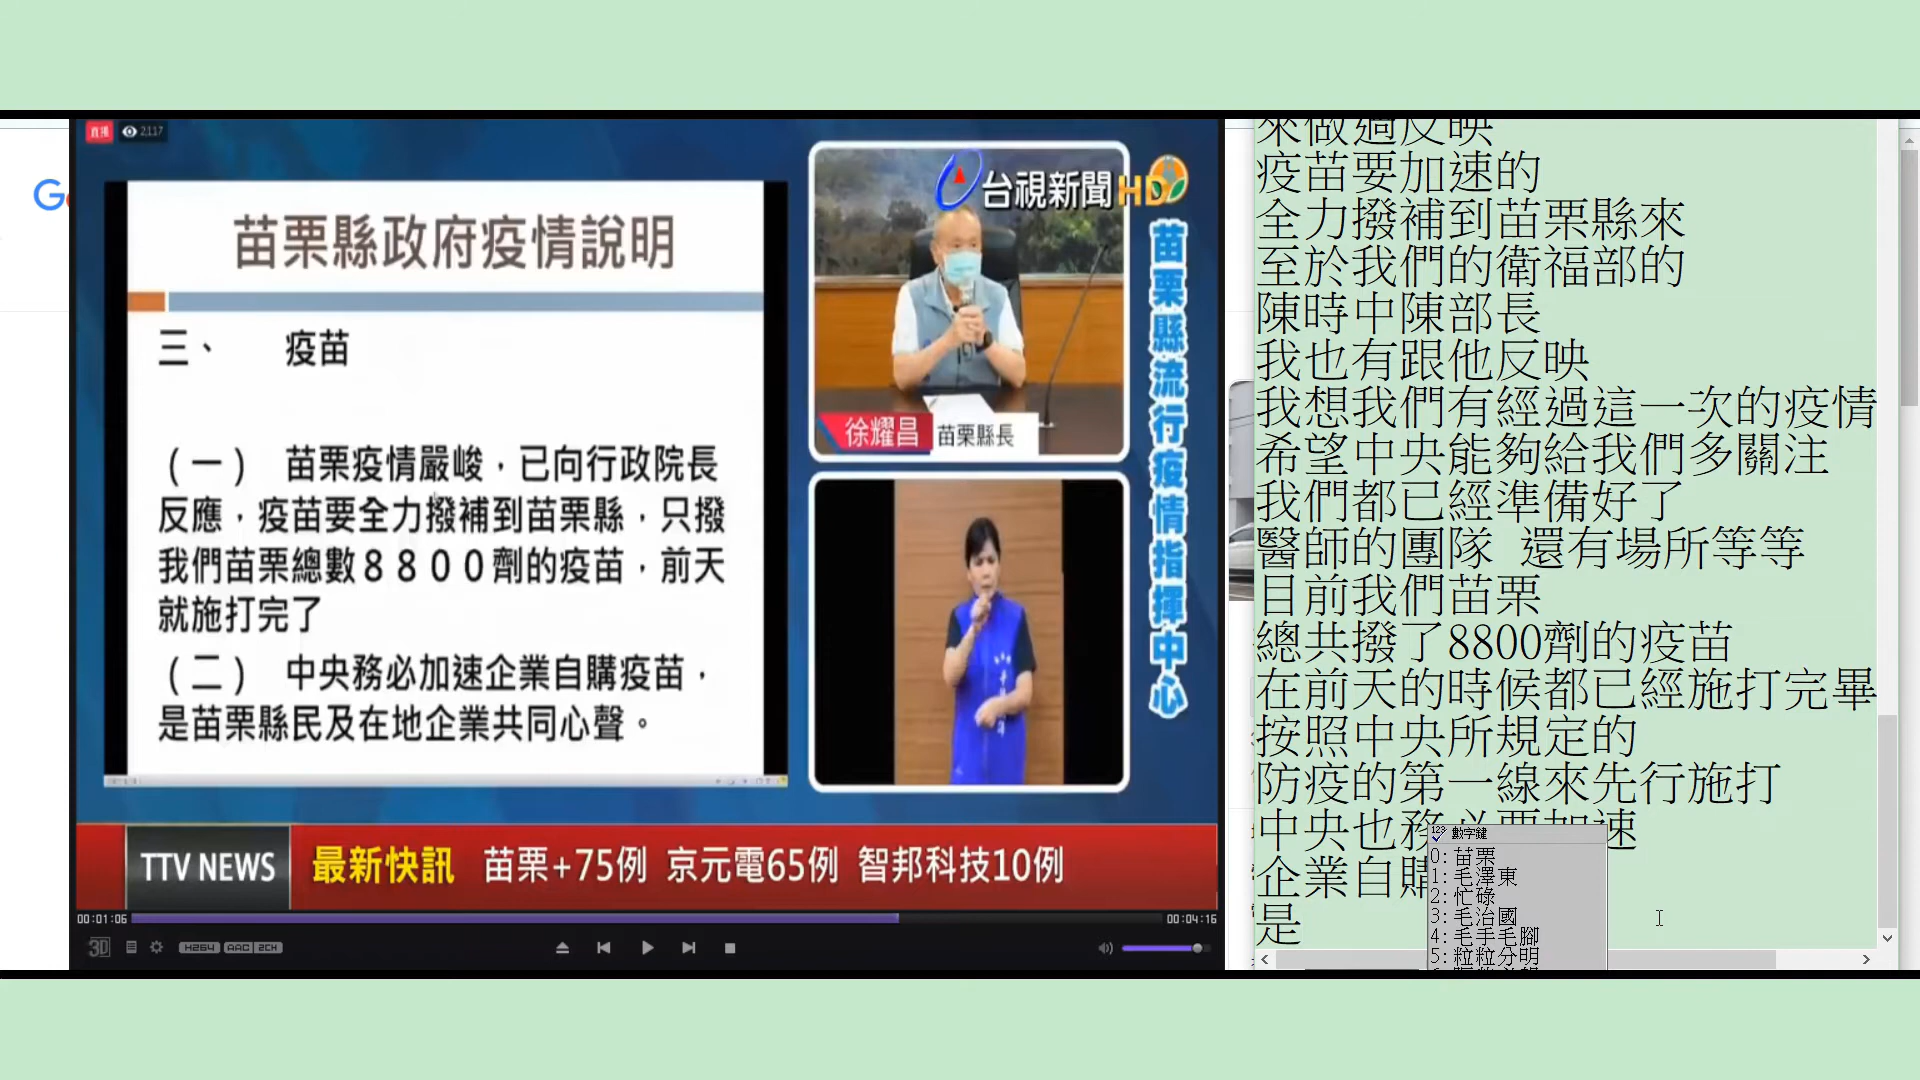 直播 2,117
苗栗縣政府疫情說明
三、 疫苗
(一) 苗栗疫情嚴峻，已向行政院長
反應，疫苗要全力撥補到苗栗縣，只撥
我們苗栗總數8800劑的疫苗，前天
就施打完了
(二) 中央務必加速企業自購疫苗，
是苗栗縣民及在地企業共同心聲。
台視新聞HD
徐耀昌 苗栗縣長
苗栗縣流行疫情指揮中心
TTV NEWS 最新快訊 苗栗+75例 京元電65例 智邦科技10例
00:01:06
00:04:16
3D
H264 AAC 2CH
Go
來做過反映
疫苗要加速的
全力撥補到苗栗縣來
至於我們的衛福部的
陳時中陳部長
我也有跟他反映
我想我們有經過這一次的疫情
希望中央能夠給我們多關注
我們都已經準備好了
醫師的團隊 還有場所等等
目前我們苗栗
總共撥了8800劑的疫苗
在前天的時候都已經施打完畢
按照中央所規定的
防疫的第一線來先行施打
中央也務必要加速
企業自購
是
123 數字鍵
0: 苗栗
1: 毛澤東
2: 忙碌
3: 毛治國
4: 毛手毛腳
5: 粒粒分明